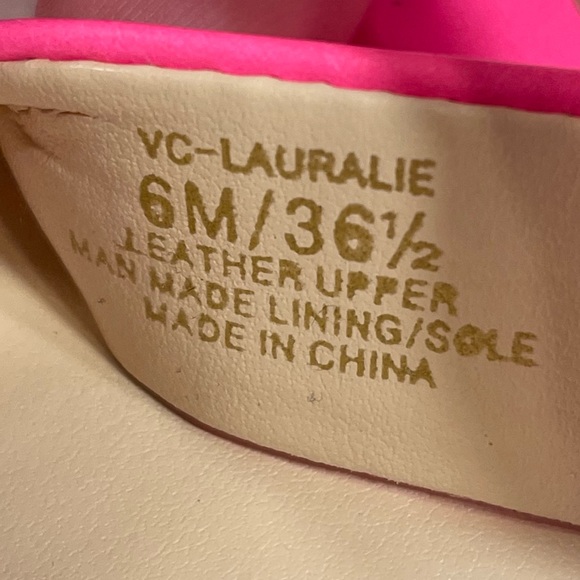 VC-LAURALIE
6M/36½
LEATHER UPPER
MAN MADE LINING/SOLE
MADE IN CHINA